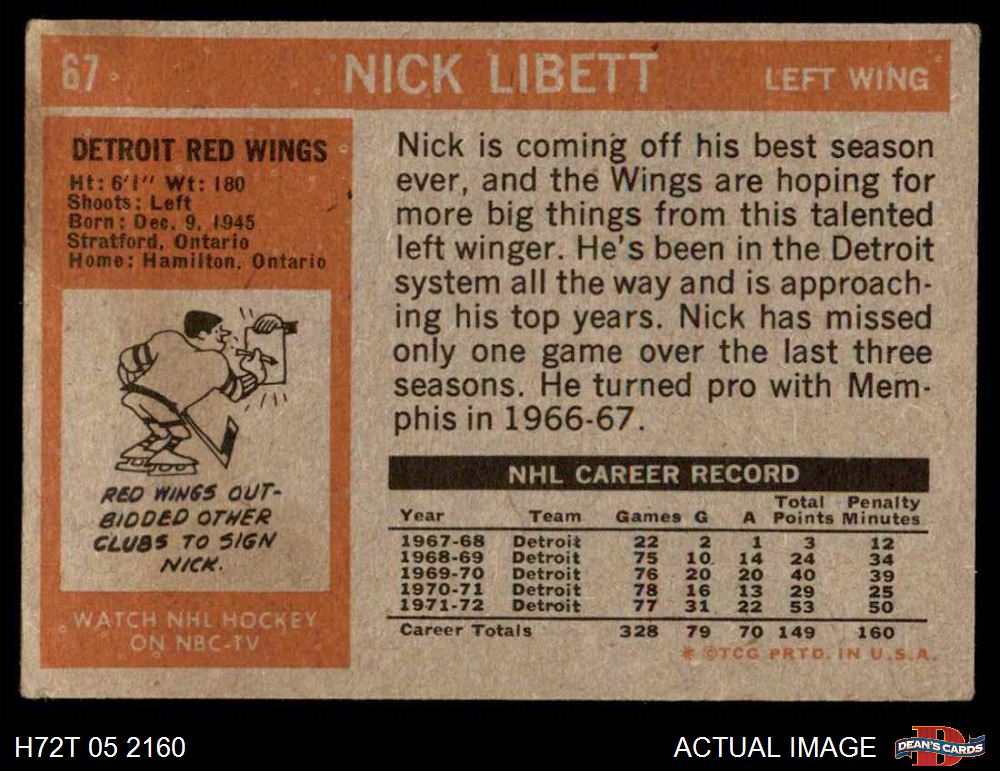 67 NICK LIBETT LEFT WING
DETROIT RED WINGS
Ht: 6'1" Wt: 180
Shoots: Left
Born: Dec. 9, 1945
Stratford, Ontario
Home: Hamilton, Ontario
RED WINGS OUT-
BIDDED OTHER
CLUBS TO SIGN
NICK.
WATCH NHL HOCKEY
ON NBC-TV
Nick is coming off his best season
ever, and the Wings are hoping for
more big things from this talented
left winger. He's been in the Detroit
system all the way and is approach-
ing his top years. Nick has missed
only one game over the last three
seasons. He turned pro with Mem-
phis in 1966-67.
NHL CAREER RECORD
Year Team Games G A Total Points Penalty Minutes
1967-68 Detroit 22 2 1 3 12
1968-69 Detroit 75 10 14 24 34
1969-70 Detroit 76 20 20 40 39
1970-71 Detroit 78 16 13 29 25
1971-72 Detroit 77 31 22 53 50
Career Totals 328 79 70 149 160
* ©TCG PRTD. IN U.S.A.
H72T 05 2160 ACTUAL IMAGE D DEAN'S CARDS